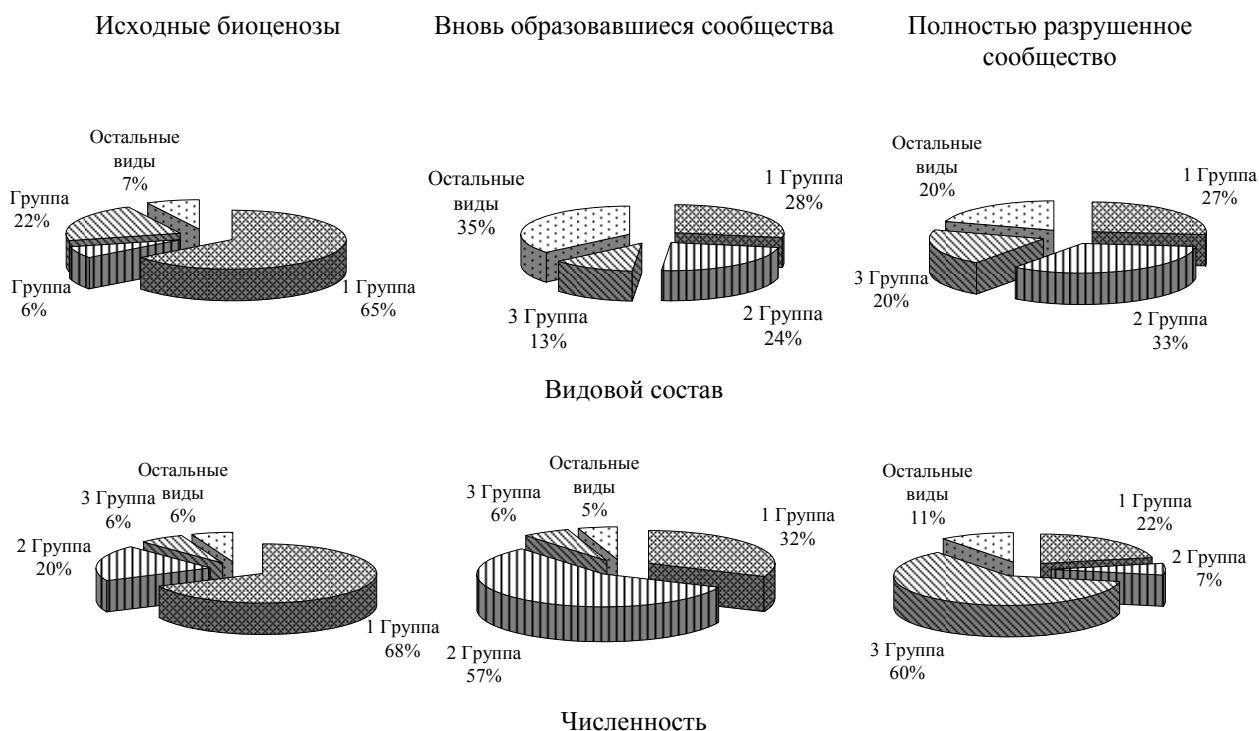 Исходные биоценозы
Вновь образовавшиеся сообщества
Полностью разрушенное
сообщество
Остальные
виды
7%
Группа
22%
Группа
6%
1 Группа
65%
Остальные
виды
35%
1 Группа
28%
3 Группа
13%
2 Группа
24%
Остальные
виды
20%
1 Группа
27%
3 Группа
20%
2 Группа
33%
Видовой состав
Остальные
виды
6%
3 Группа
6%
2 Группа
20%
1 Группа
68%
Остальные
виды
5%
3 Группа
6%
1 Группа
32%
2 Группа
57%
Остальные
виды
11%
1 Группа
22%
2 Группа
7%
3 Группа
60%
Численность